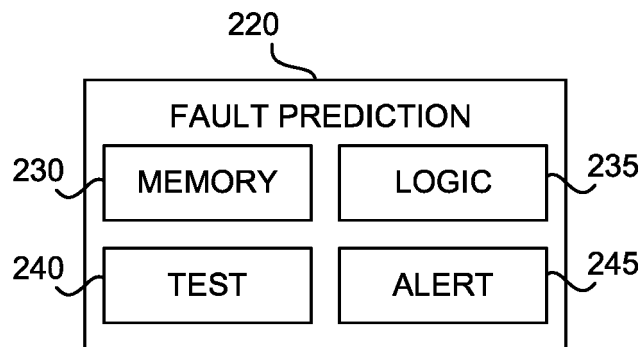 220
FAULT PREDICTION
230 MEMORY LOGIC 235
240 TEST ALERT 245